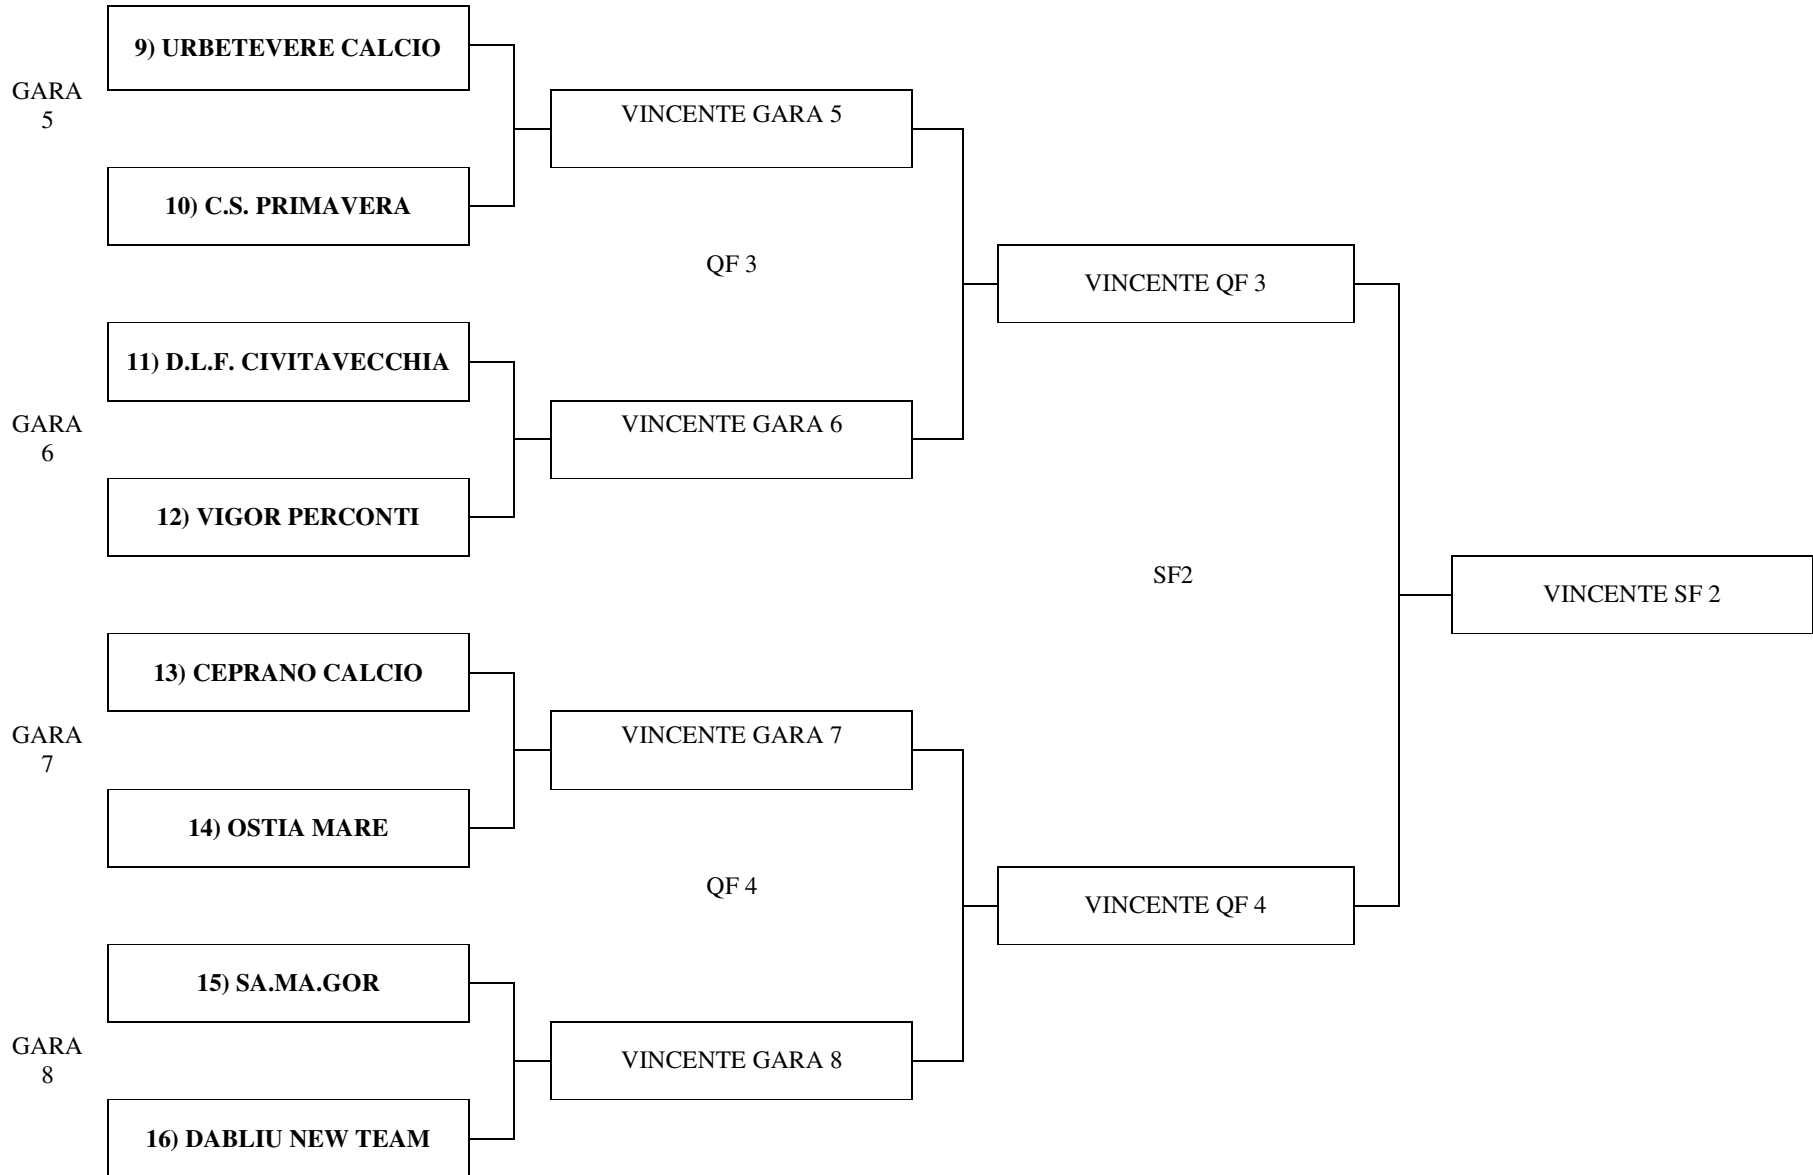 9) URBETEVERE CALCIO
GARA
5
VINCENTE GARA 5
10) C.S. PRIMAVERA
QF 3
VINCENTE QF 3
11) D.L.F. CIVITAVECCHIA
GARA
6
VINCENTE GARA 6
12) VIGOR PERCONTI
SF2
VINCENTE SF 2
13) CEPRANO CALCIO
GARA
7
VINCENTE GARA 7
14) OSTIA MARE
QF 4
VINCENTE QF 4
15) SA.MA.GOR
GARA
8
VINCENTE GARA 8
16) DABLIU NEW TEAM